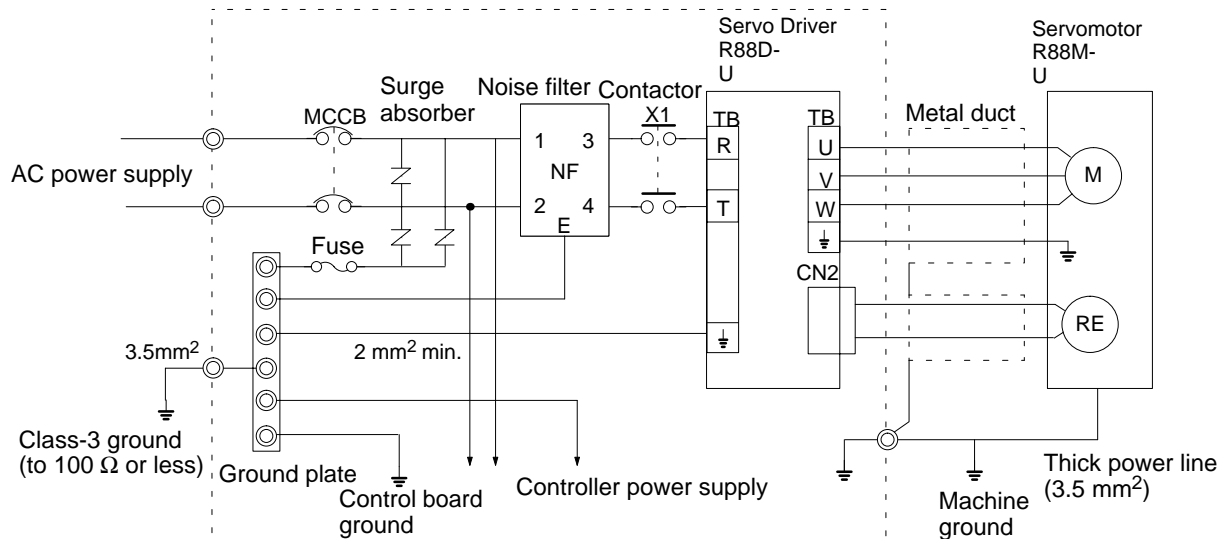 Servo Driver
R88D-
U
Servomotor
R88M-
U
Surge
absorber
Noise filter
Contactor
MCCB
X1
TB
TB
Metal duct
1
3
R
U
AC power supply
NF
V
M
2
4
T
W
E
Fuse
CN2
RE
3.5mm²
2 mm² min.
Class-3 ground
(to 100 Ω or less)
Ground plate
Control board
ground
Controller power supply
Machine
ground
Thick power line
(3.5 mm²)